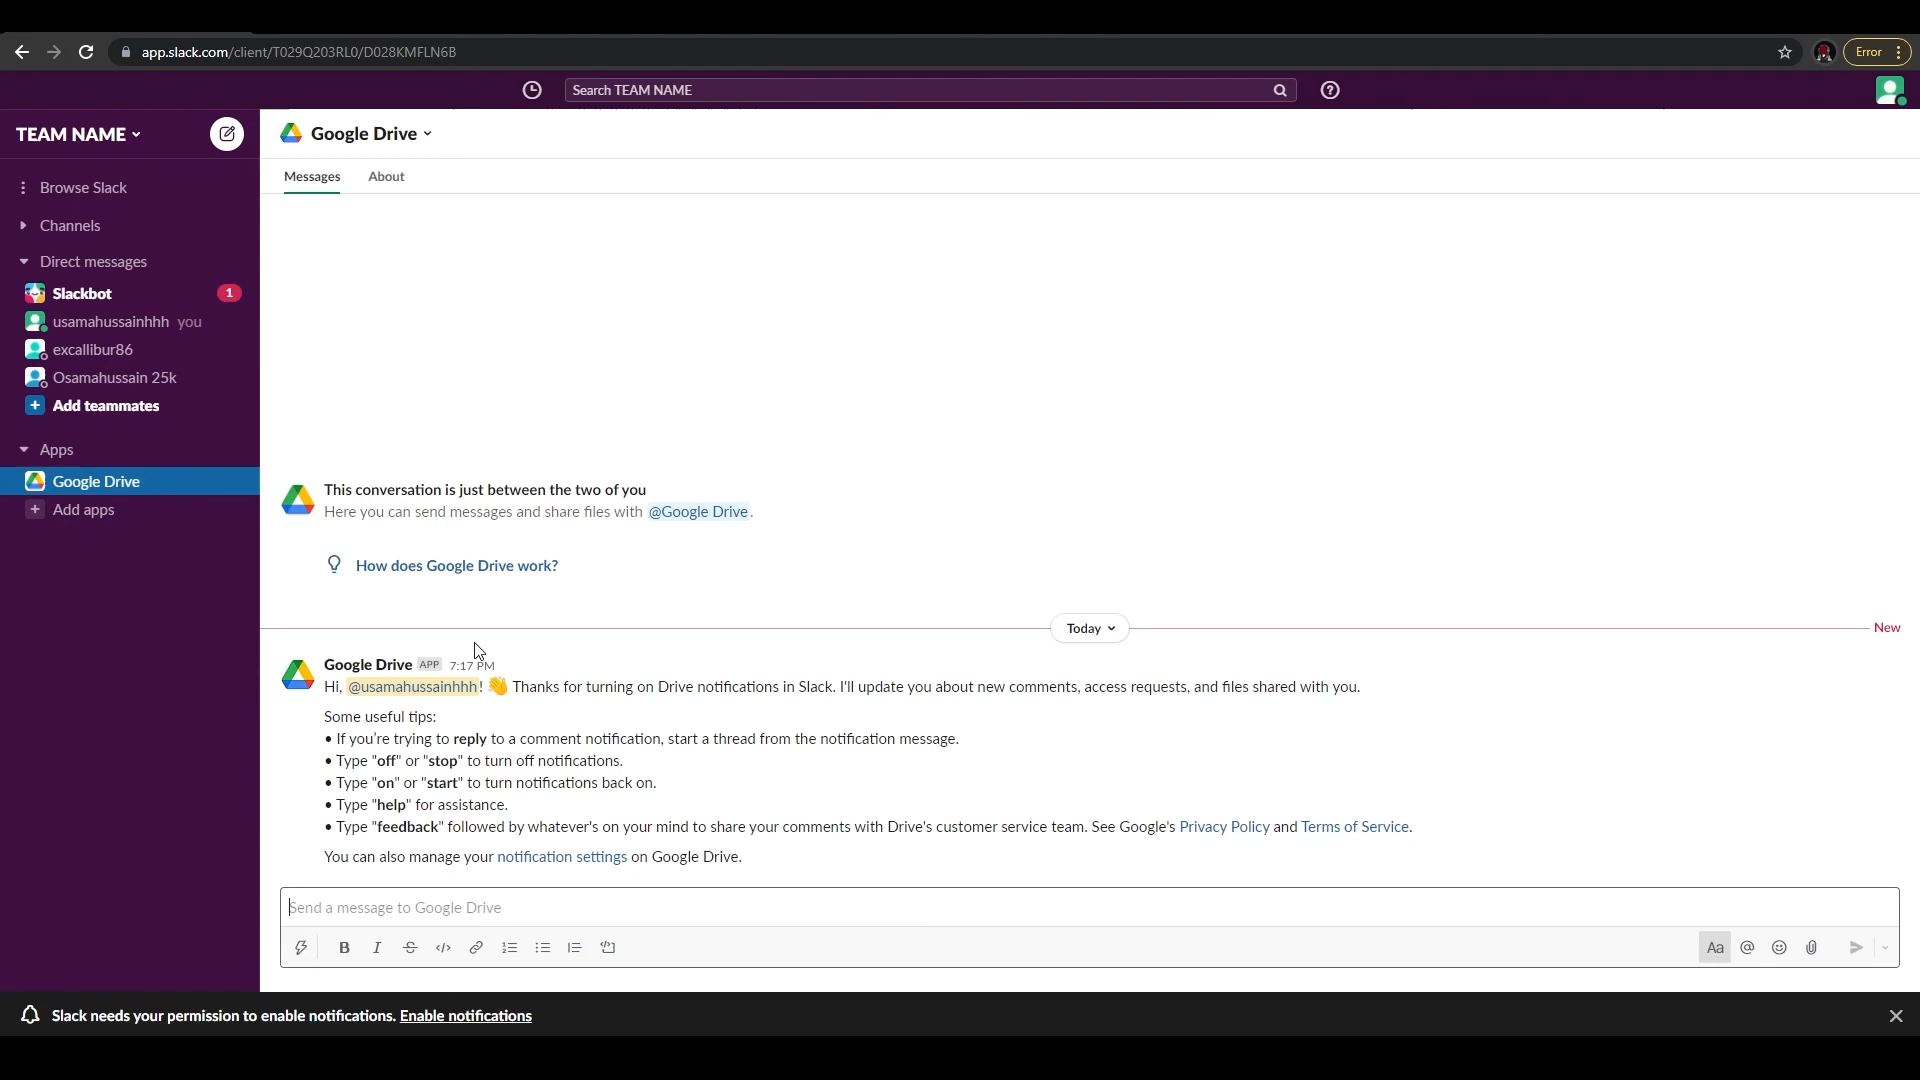 app.slack.com/client/T029Q203RL0/D028KMFLN6B
Error
Search TEAM NAME
TEAM NAME
Google Drive
Messages
About
Browse Slack
Channels
Direct messages
Slackbot
1
usamahussainhhh you
excallibur86
Osamahussain 25k
Add teammates
Apps
Google Drive
Add apps
This conversation is just between the two of you
Here you can send messages and share files with @Google Drive.
How does Google Drive work?
Today
New
Google Drive APP 7:17 PM
Hi, @usamahussainhhh! 👋 Thanks for turning on Drive notifications in Slack. I'll update you about new comments, access requests, and files shared with you.
Some useful tips:
• If you're trying to reply to a comment notification, start a thread from the notification message.
• Type "off" or "stop" to turn off notifications.
• Type "on" or "start" to turn notifications back on.
• Type "help" for assistance.
• Type "feedback" followed by whatever's on your mind to share your comments with Drive's customer service team. See Google's Privacy Policy and Terms of Service.
You can also manage your notification settings on Google Drive.
Send a message to Google Drive
B I S
Aa
Slack needs your permission to enable notifications. Enable notifications